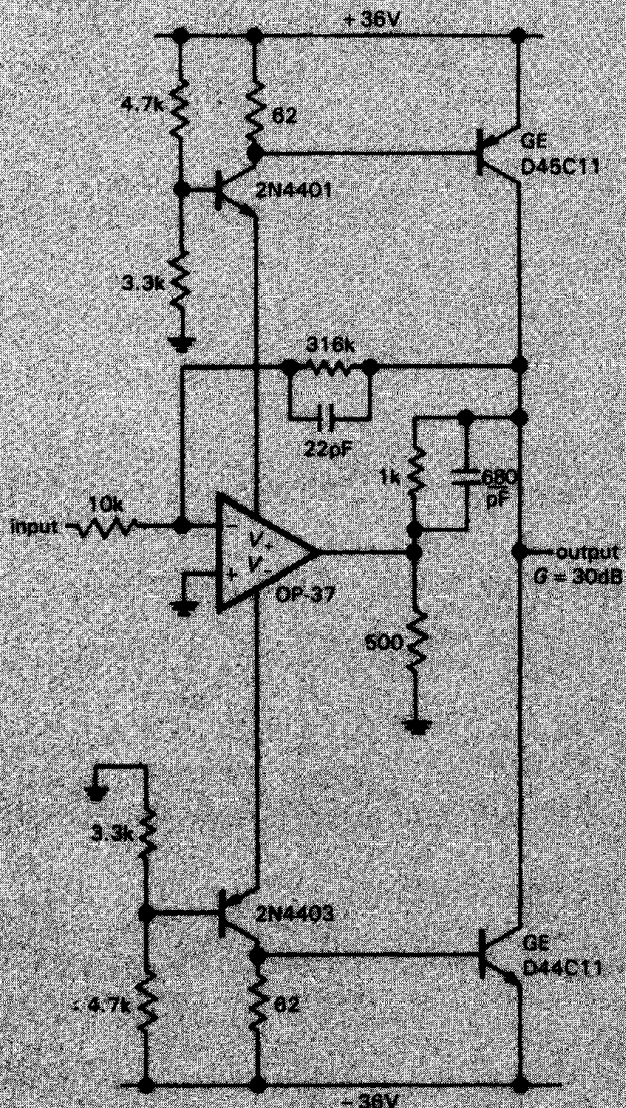 + 36V
4.7k
62
GE
D45C11
2N4401
3.3k
316k
22pF
1k
680
pF
10k
input
−
V+
V−
+
OP-37
output
G = 30dB
500
3.3k
2N4403
GE
D44C11
4.7k
62
− 36V